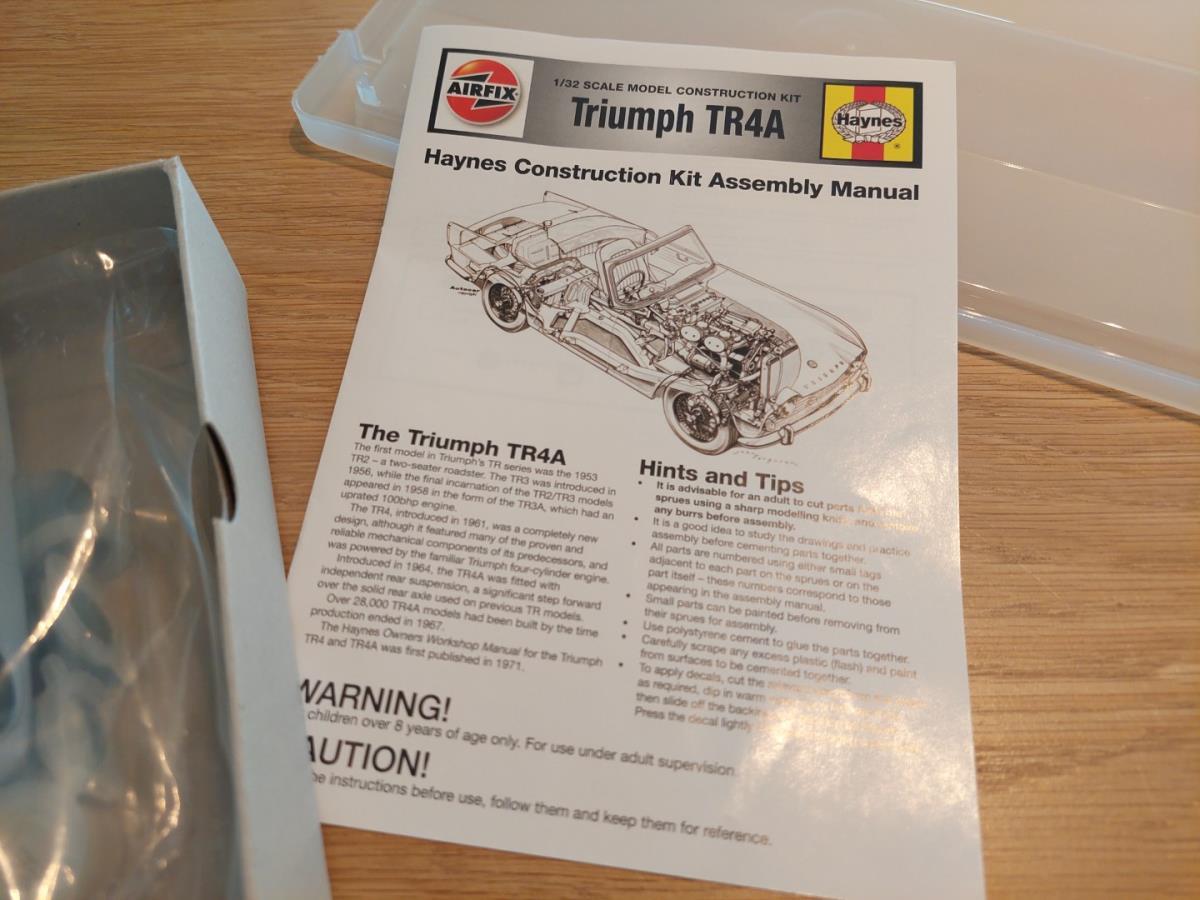 AIRFIX
1/32 SCALE MODEL CONSTRUCTION KIT
Triumph TR4A
Haynes
®
Haynes Construction Kit Assembly Manual
Autocar
TRIUMPH
The Triumph TR4A
The first model in Triumph's TR series was the 1953
TR2 – a two-seater roadster. The TR3 was introduced in
1956, while the final incarnation of the TR2/TR3 models
appeared in 1958 in the form of the TR3A, which had an
uprated 100bhp engine.
The TR4, introduced in 1961, was a completely new
design, although it featured many of the proven and
reliable mechanical components of its predecessors, and
was powered by the familiar Triumph four-cylinder engine.
Introduced in 1964, the TR4A was fitted with
independent rear suspension, a significant step forward
over the solid rear axle used on previous TR models.
Over 28,000 TR4A models had been built by the time
production ended in 1967.
The Haynes Owners Workshop Manual for the Triumph
TR4 and TR4A was first published in 1971.
Hints and Tips
• It is advisable for an adult to cut parts
sprues using a sharp modelling knife and
any burrs before assembly.
• It is a good idea to study the drawings and practice
assembly before cementing parts together.
• All parts are numbered using either small tags
adjacent to each part on the sprues or on the
part itself – these numbers correspond to those
appearing in the assembly manual.
• Small parts can be painted before removing from
their sprues for assembly.
• Use polystyrene cement to glue the parts together.
• Carefully scrape any excess plastic (flash) and paint
from surfaces to be cemented together.
• To apply decals, cut the
as required, dip in warm
then slide off the backing
Press the decal lightly
WARNING!
children over 8 years of age only. For use under adult supervision.
AUTION!
he instructions before use, follow them and keep them for reference.